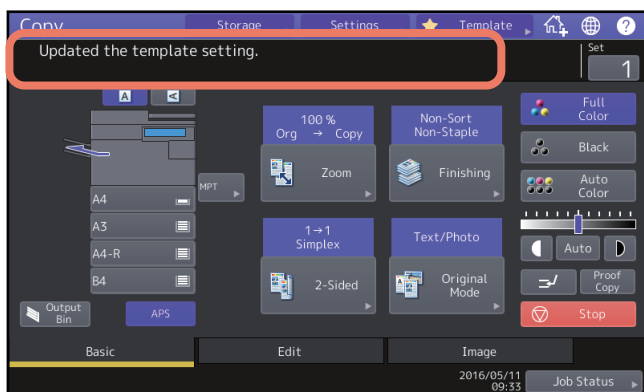 Copy
Storage
Settings
Template
?
Updated the template setting.
Set
1
A
A
100 %
Org → Copy
Non-Sort
Non-Staple
Full
Color
Zoom
Finishing
Black
MPT
Auto
Color
A4
A3
A4-R
B4
1→1
Simplex
Text/Photo
Auto
2-Sided
Original
Mode
Proof
Copy
Output
Bin
APS
Stop
Basic
Edit
Image
2016/05/11
09:33
Job Status